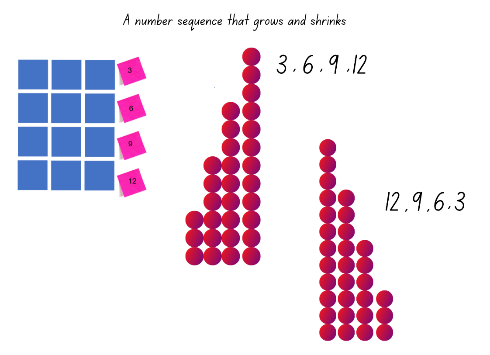 A number sequence that grows and shrinks
3
6
9
12
3, 6, 9, 12
12, 9, 6, 3